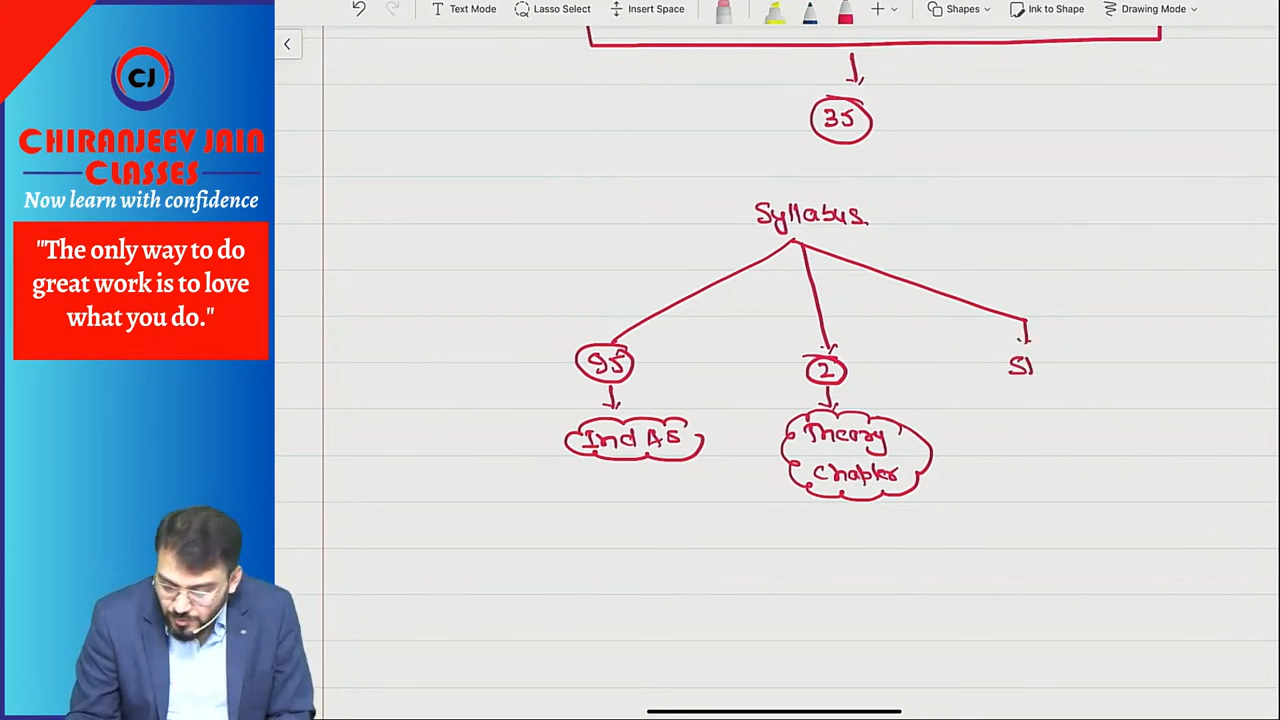 Text Mode
Lasso Select
Insert Space
Shapes
Ink to Shape
Drawing Mode
CJ
CHIRANJEEV JAIN
CLASSES
Now learn with confidence
"The only way to do
great work is to love
what you do."
35
Syllabus
95
2
SI
Ind AS
Theory
Chapter